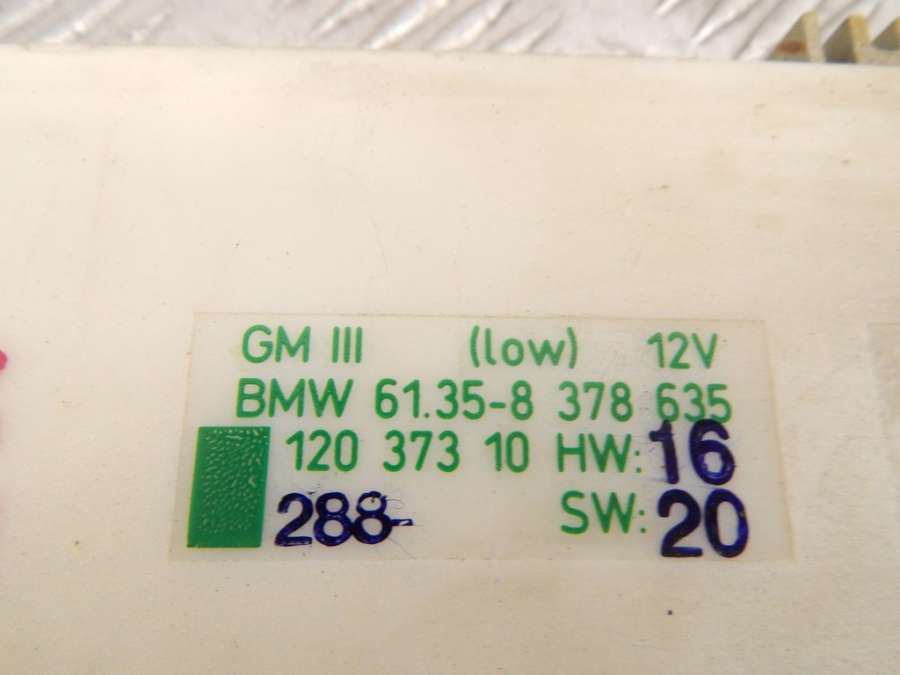 GM III (low) 12V
BMW 61.35-8 378 635
120 373 10 HW: 16
288- SW: 20